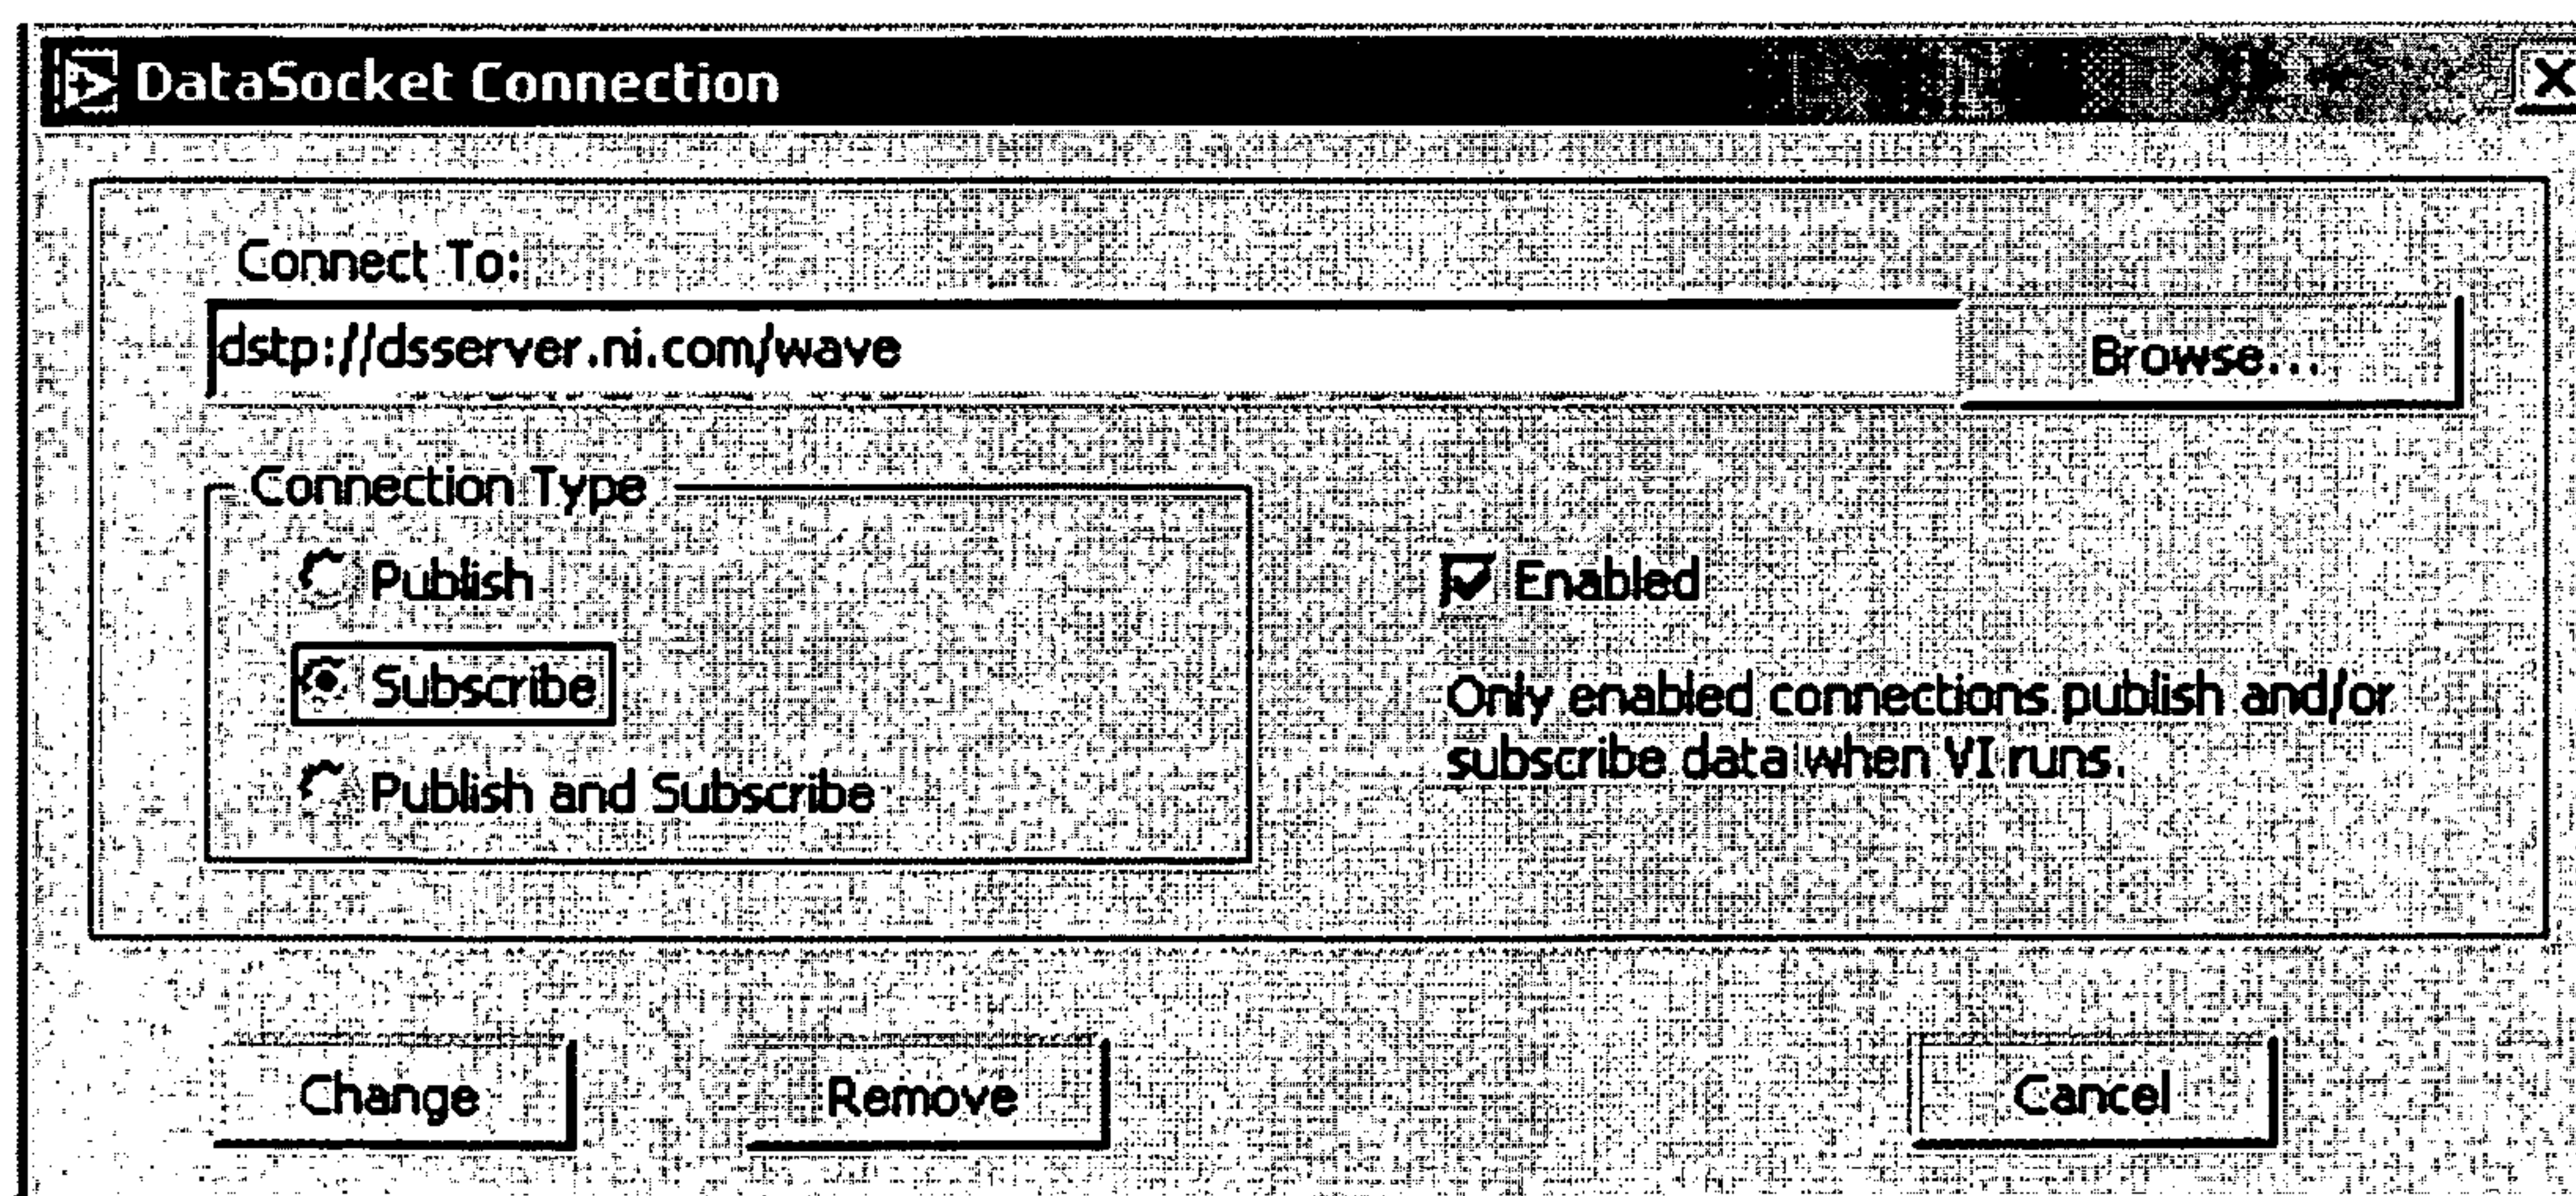 DataSocket Connection
Connect To:
dstp://dsserver.ni.com/wave
Browse...
Connection Type
Publish
Subscribe
Publish and Subscribe
Enabled
Only enabled connections publish and/or
subscribe data when VI runs.
Change
Remove
Cancel